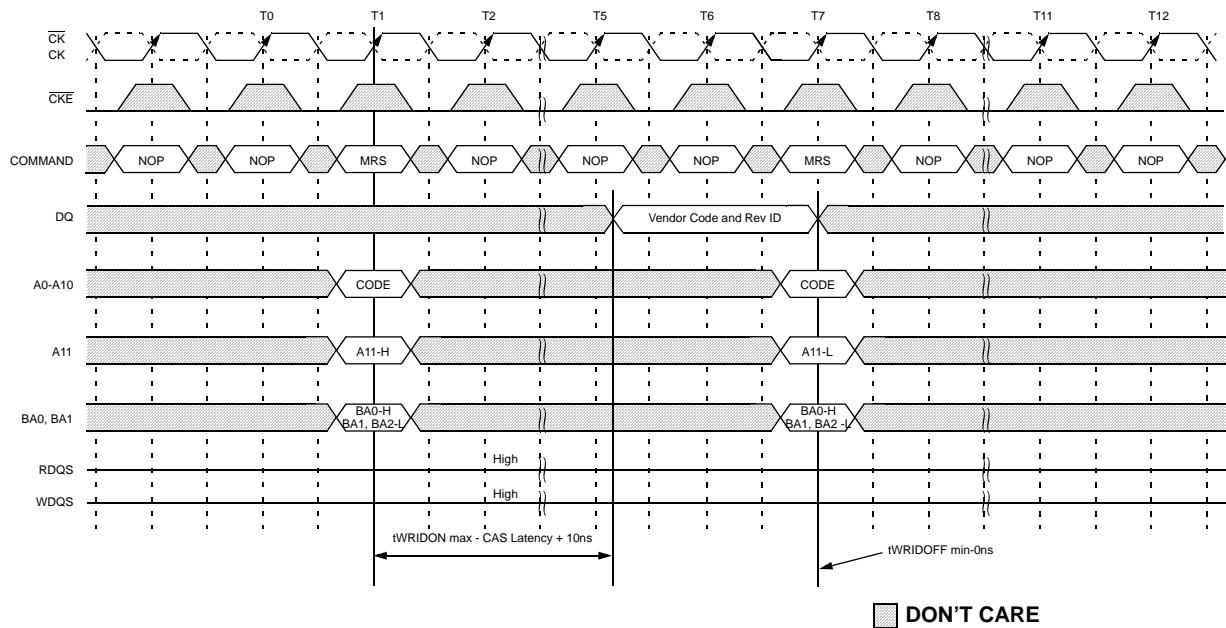 T0 T1 T2 T5 T6 T7 T8 T11 T12
CK
CK
CKE
COMMAND NOP NOP MRS NOP NOP NOP MRS NOP NOP NOP
DQ Vendor Code and Rev ID
A0-A10 CODE CODE
A11 A11-H A11-L
BA0, BA1 BA0-H BA0-H
BA1, BA2-L BA1, BA2 -L
High
RDQS
High
WDQS
tWRIDON max - CAS Latency + 10ns
tWRIDOFF min-0ns
DON'T CARE